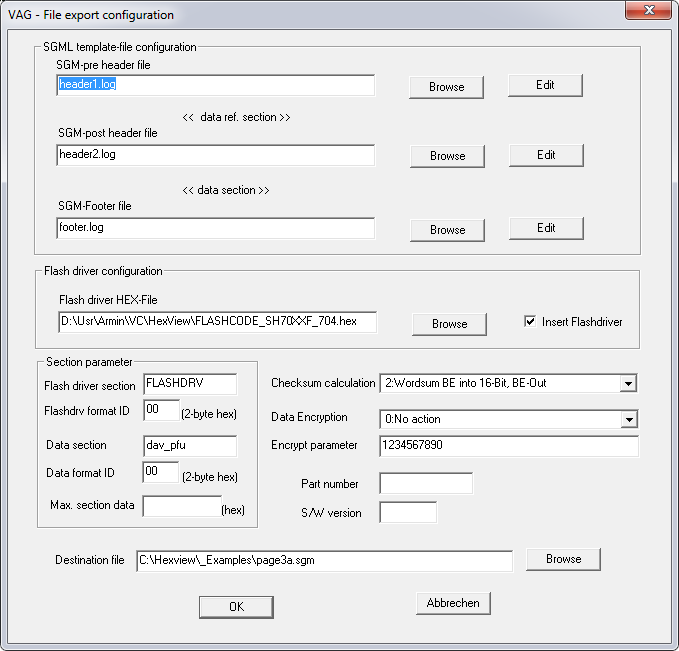 VAG - File export configuration
SGML template-file configuration
SGM-pre header file
header1.log
Browse
Edit
<< data ref. section >>
SGM-post header file
header2.log
Browse
Edit
<< data section >>
SGM-Footer file
footer.log
Browse
Edit
Flash driver configuration
Flash driver HEX-File
D:\Usr\Armin\VC\HexView\FLASHCODE_SH70XXF_704.hex
Browse
Insert Flashdriver
Section parameter
Flash driver section
FLASHDRV
Flashdrv format ID
00
(2-byte hex)
Data section
dav_pfu
Data format ID
00
(2-byte hex)
Max. section data
(hex)
Checksum calculation
2:Wordsum BE into 16-Bit, BE-Out
Data Encryption
0:No action
Encrypt parameter
1234567890
Part number
S/W version
Destination file
C:\Hexview\_Examples\page3a.sgm
Browse
OK
Abbrechen